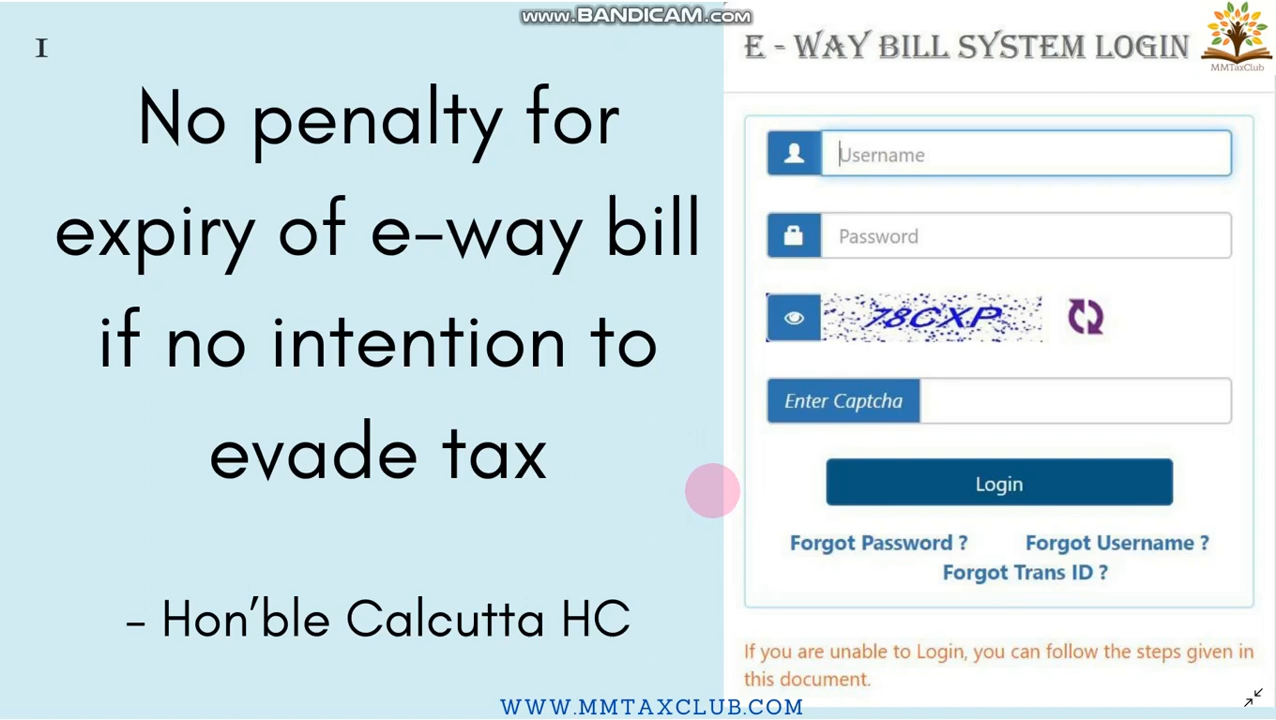 www.BANDICAM.com
1
No penalty for
expiry of e-way bill
if no intention to
evade tax
- Hon'ble Calcutta HC
E - WAY BILL SYSTEM LOGIN
MMTaxClub
Username
Password
78CXP
Enter Captcha
Login
Forgot Password ?
Forgot Username ?
Forgot Trans ID ?
If you are unable to Login, you can follow the steps given in
this document.
WWW.MMTAXCLUB.COM